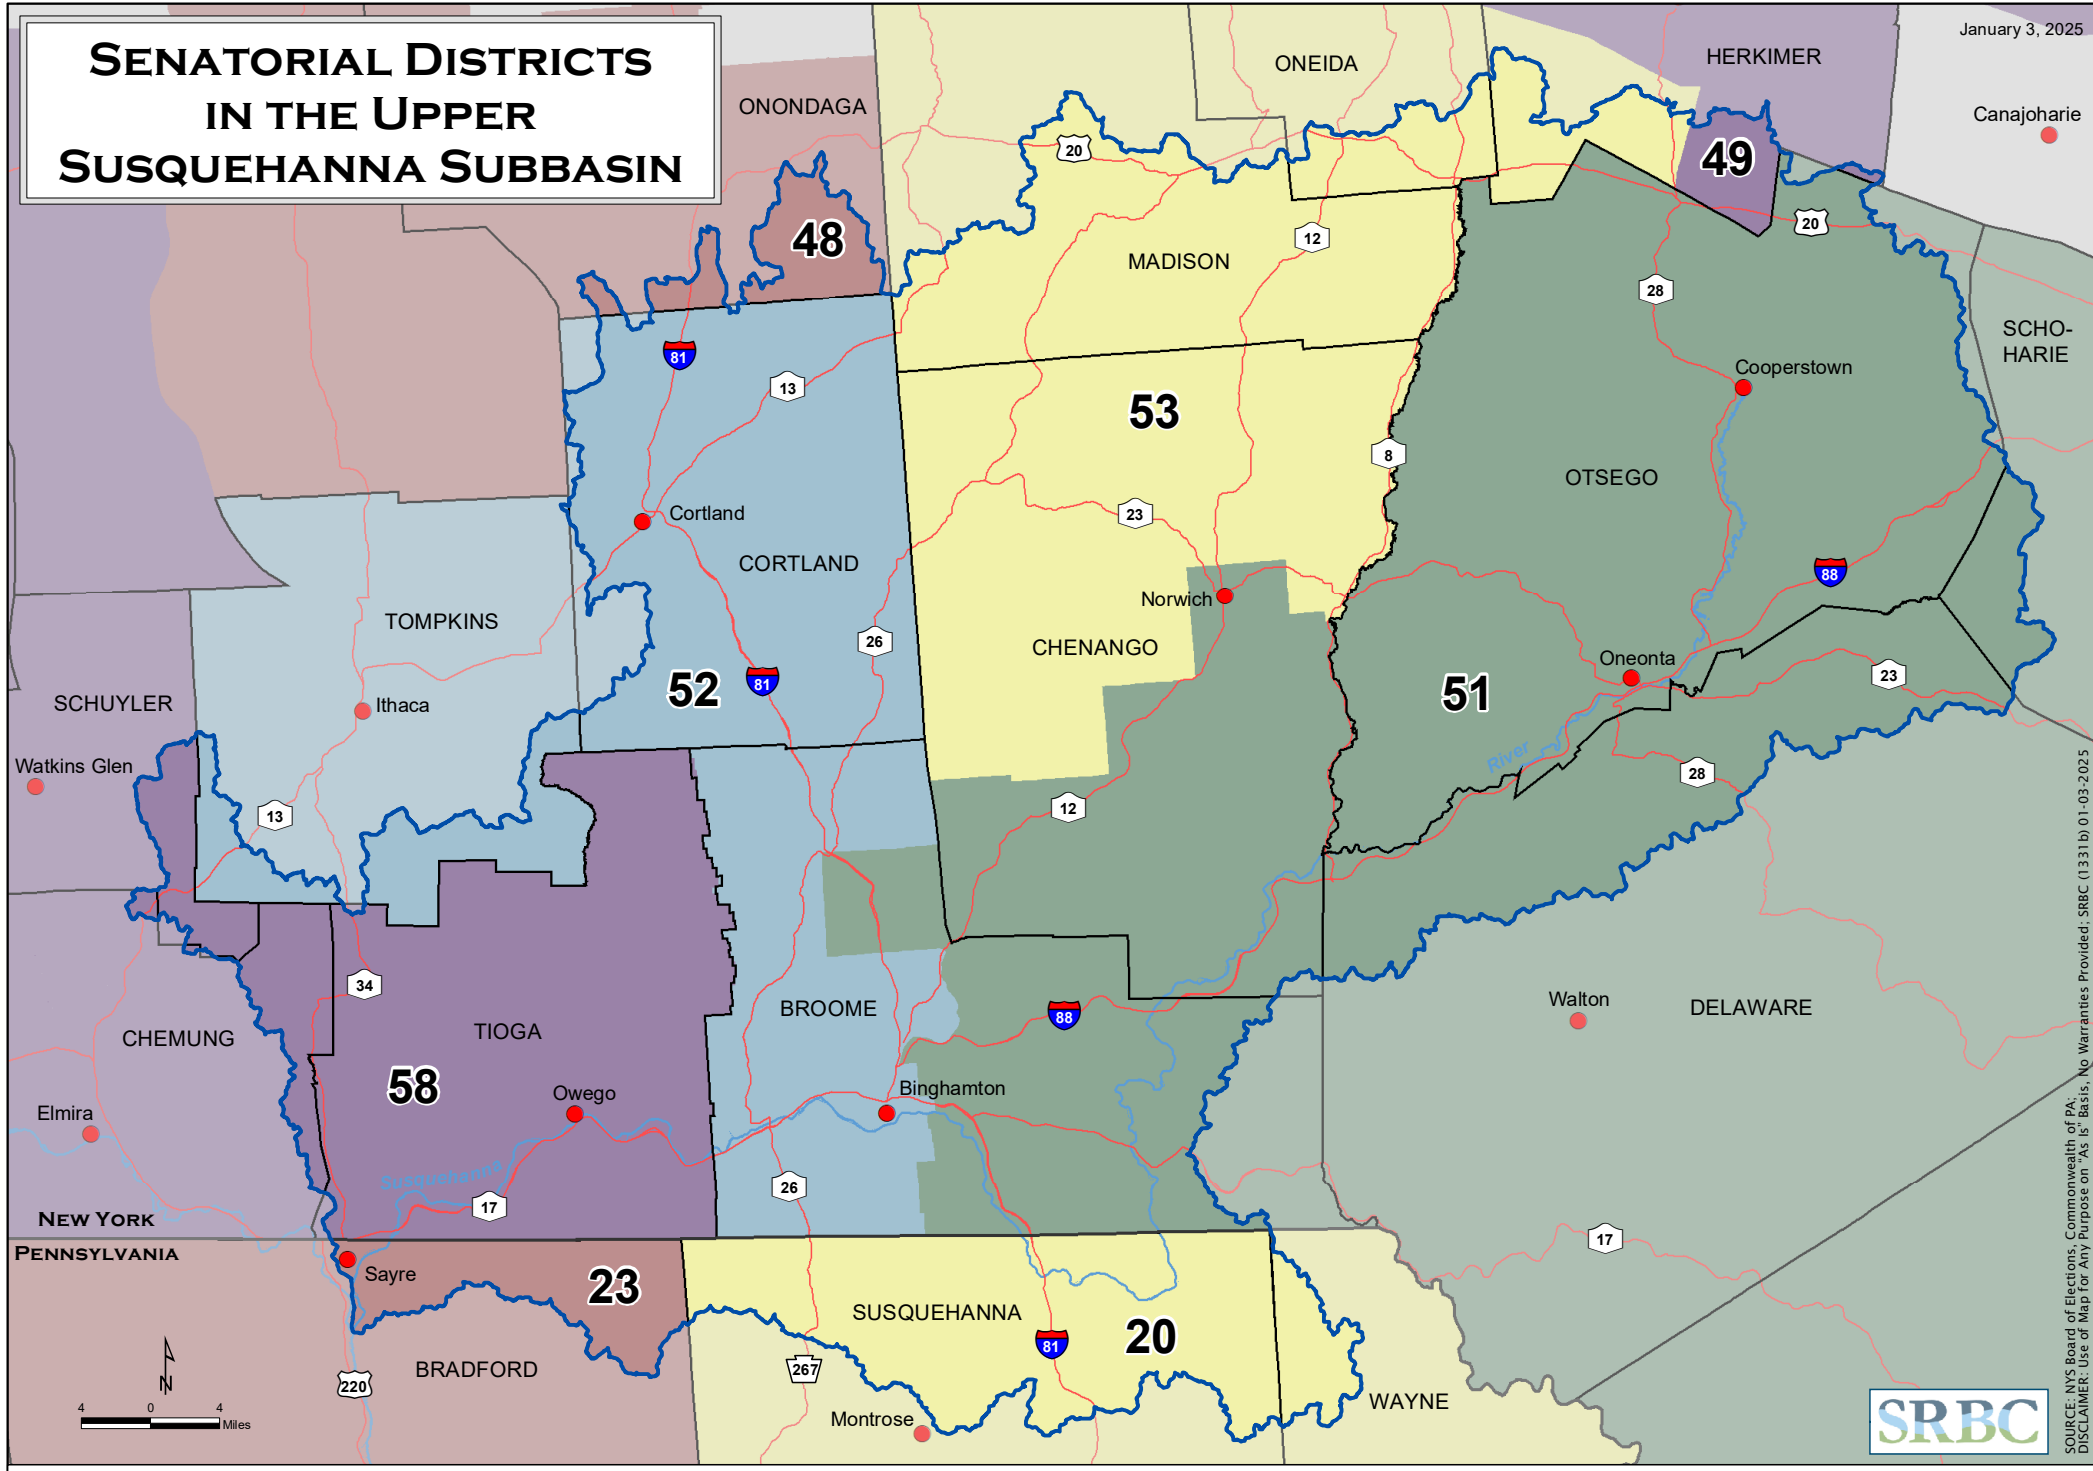 SENATORIAL DISTRICTS
IN THE UPPER
SUSQUEHANNA SUBBASIN
January 3, 2025
HERKIMER
ONEIDA
ONONDAGA
Canajoharie
20
49
48
12
20
MADISON
28
SCHO-
HARIE
81
13
Cooperstown
53
8
OTSEGO
Cortland
23
CORTLAND
88
Norwich
TOMPKINS
26
CHENANGO
Oneonta
52
81
51
23
SCHUYLER
Ithaca
Watkins Glen
River
28
13
12
34
BROOME
88
Walton
DELAWARE
CHEMUNG
TIOGA
58
Owego
Binghamton
Elmira
Susquehanna
26
17
NEW YORK
PENNSYLVANIA
17
Sayre
23
SUSQUEHANNA
20
81
BRADFORD
267
220
WAYNE
Montrose
N
4 0 4
Miles
SRBC
SOURCE: NYS Board of Elections, Commonwealth of PA;
DISCLAIMER: Use of Map for Any Purpose on "As Is" Basis, No Warranties Provided; SRBC (1331b) 01-03-2025